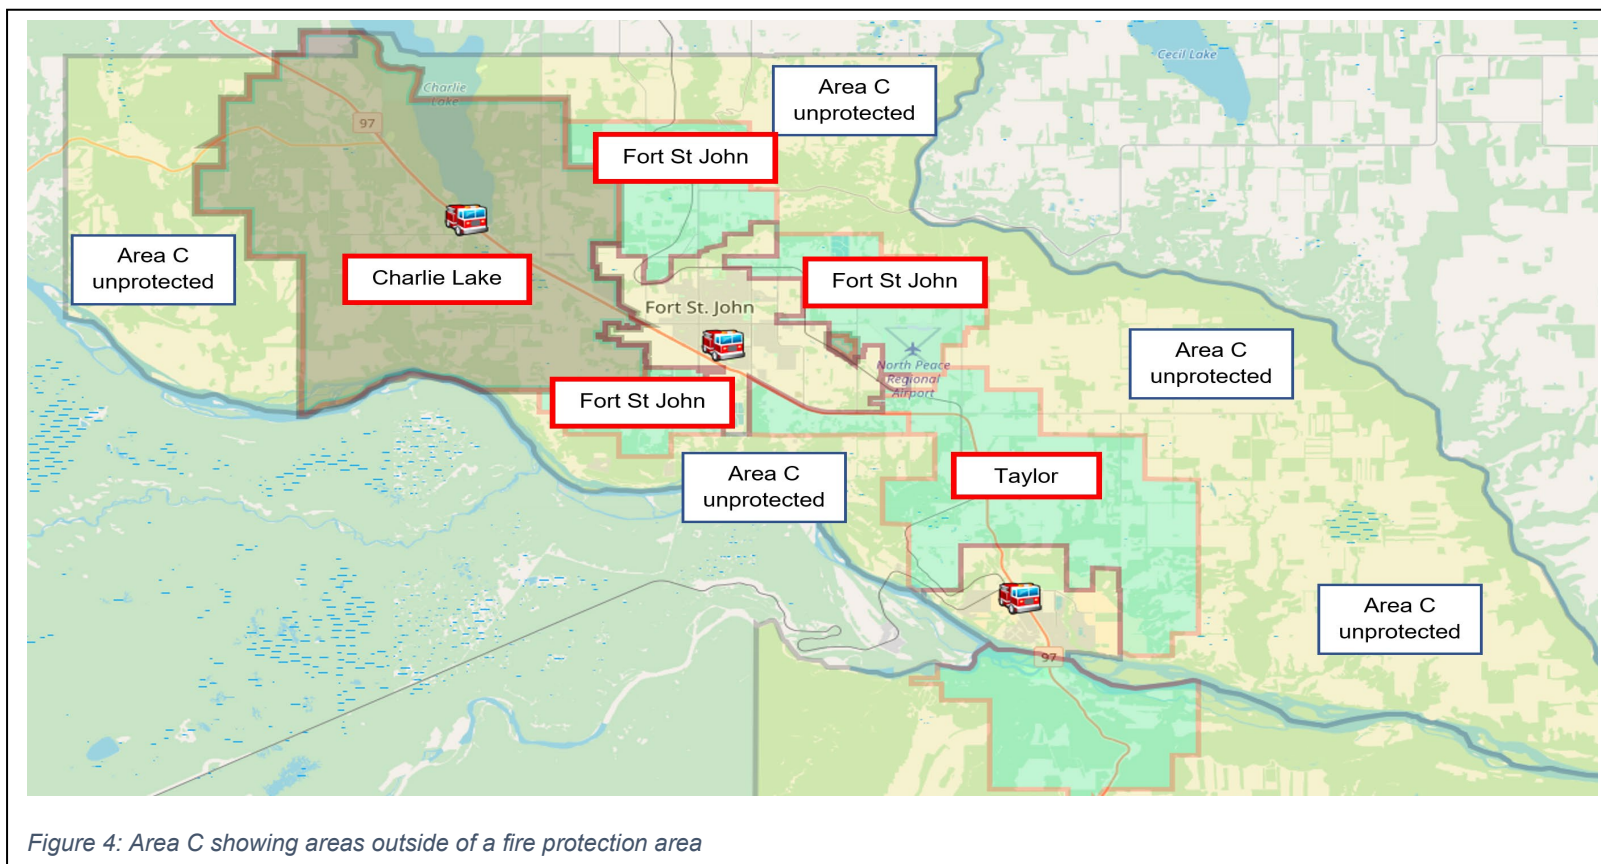 Cecil Lake
Area C
unprotected
Charlie
Lake
97
Fort St John
Area C
unprotected
Charlie Lake
Fort St John
Fort St. John
Area C
unprotected
North Peace
Regional
Airport
Fort St John
Area C
unprotected
Taylor
Area C
unprotected
97
Figure 4: Area C showing areas outside of a fire protection area